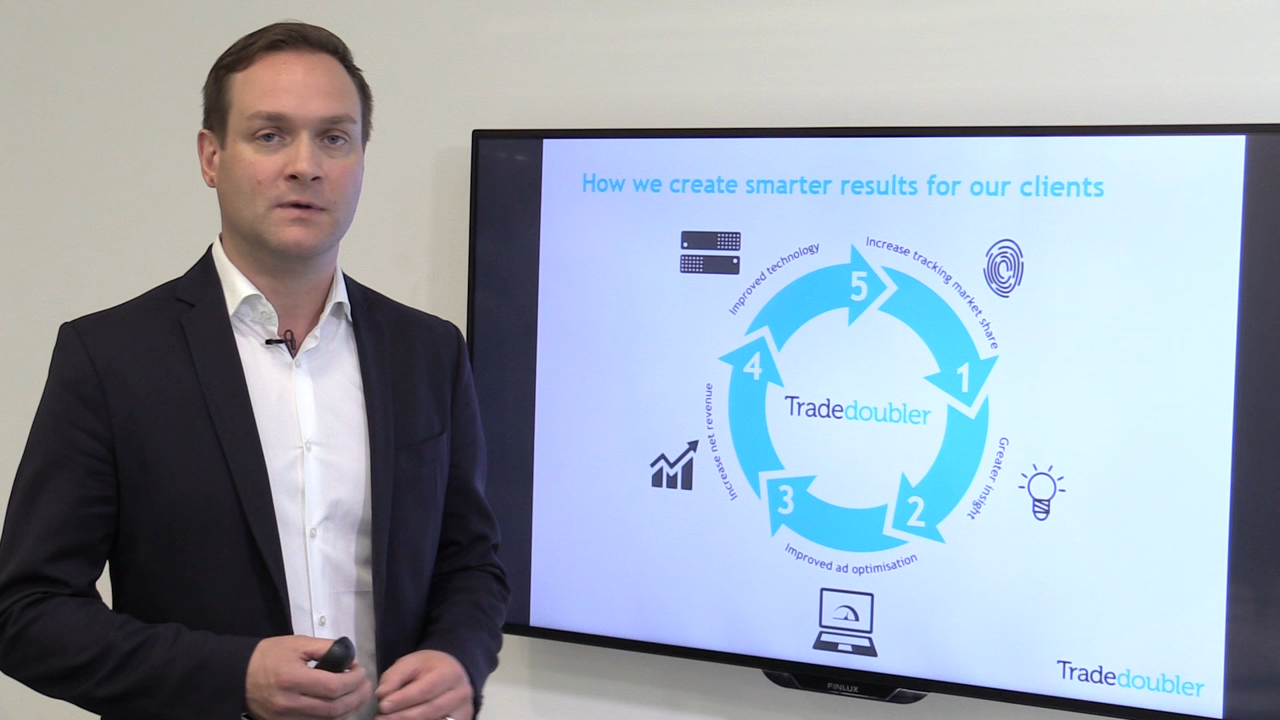 How we create smarter results for our clients
5
Increase tracking market share
1
Greater insight
2
Improved ad optimisation
3
Increase net revenue
4
Improved technology
Tradedoubler
Tradedoubler
FINLUX